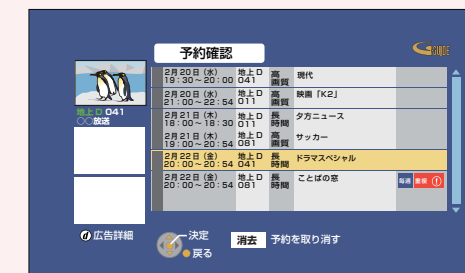 予約確認
G GUIDE
地上D 041
○○放送
2月20日 (水) 地上D 高 現代
19:30～20:00 041 画質
2月20日 (水) 地上D 高 映画「K2」
21:00～22:54 011 画質
2月21日 (木) 地上D 長 夕方ニュース
18:00～18:30 011 時間
2月21日 (木) 地上D 高 サッカー
19:00～20:54 081 画質
2月22日 (金) 地上D 長 ドラマスペシャル
20:00～20:54 041 時間
2月22日 (金) 地上D 長 ことばの窓
20:00～20:54 081 時間 毎週 重複 !
d 広告詳細
決定
戻る
消去 予約を取り消す